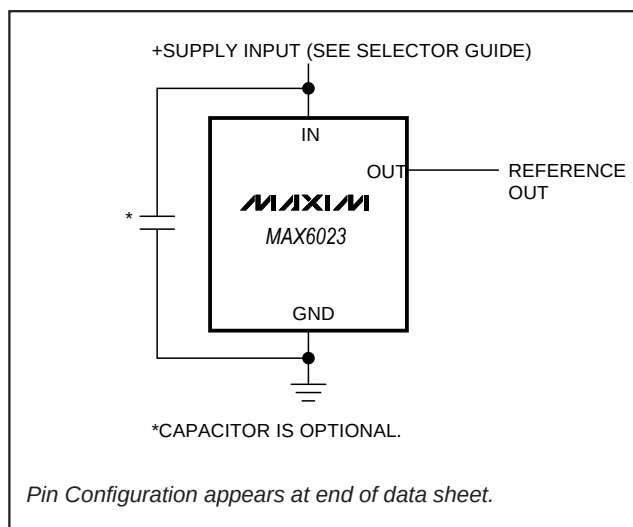 +SUPPLY INPUT (SEE SELECTOR GUIDE)
IN
OUT
REFERENCE
OUT
*
MAXIM
MAX6023
GND
*CAPACITOR IS OPTIONAL.
Pin Configuration appears at end of data sheet.